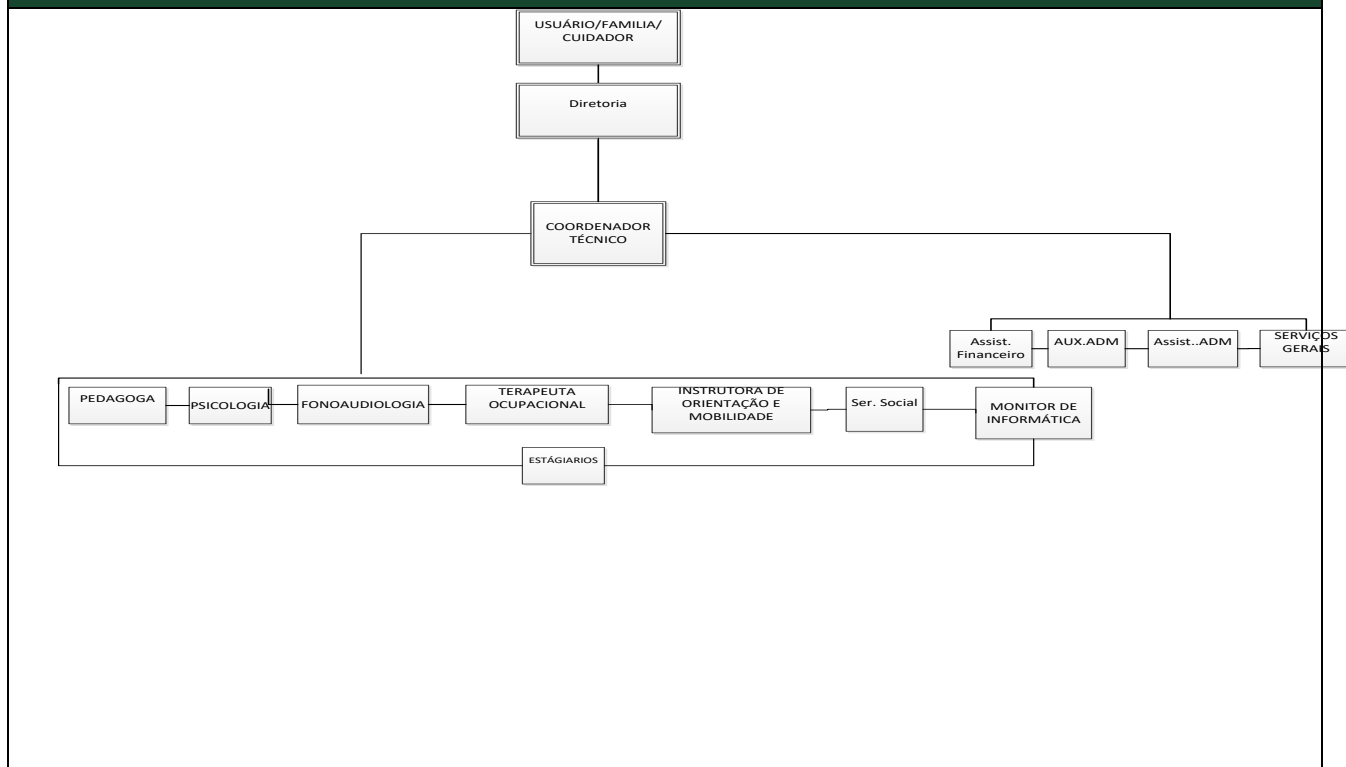 USUÁRIO/FAMILIA/
CUIDADOR
Diretoria
COORDENADOR
TÉCNICO
Assist.
Financeiro
AUX.ADM
Assist..ADM
SERVIÇOS
GERAIS
PEDAGOGA
PSICOLOGIA
FONOAUDIOLOGIA
TERAPEUTA
OCUPACIONAL
INSTRUTORA DE
ORIENTAÇÃO E
MOBILIDADE
Ser. Social
MONITOR DE
INFORMÁTICA
ESTÁGIARIOS